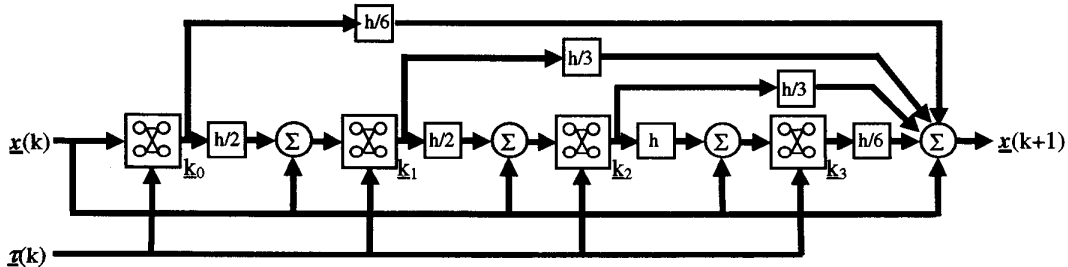 h/6
h/3
h/3
x(k) h/2 Σ h/2 Σ h Σ h/6 Σ x(k+1)
k₀ k₁ k₂ k₃
τ(k)